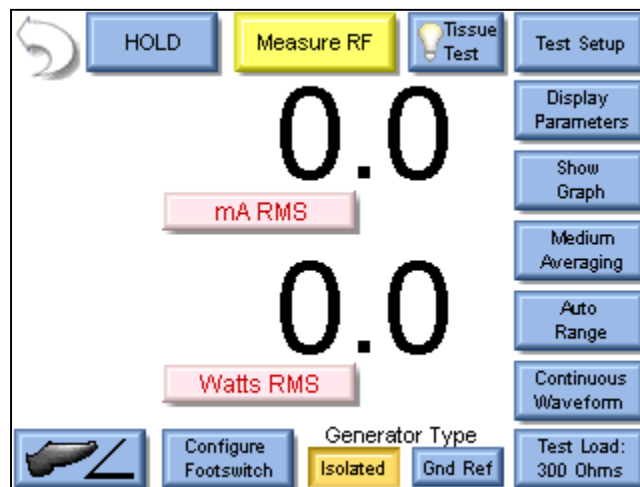 HOLD
Measure RF
Tissue
Test
Test Setup
0.0
mA RMS
0.0
Watts RMS
Display
Parameters
Show
Graph
Medium
Averaging
Auto
Range
Continuous
Waveform
Configure
Footswitch
Generator Type
Isolated
Gnd Ref
Test Load:
300 Ohms